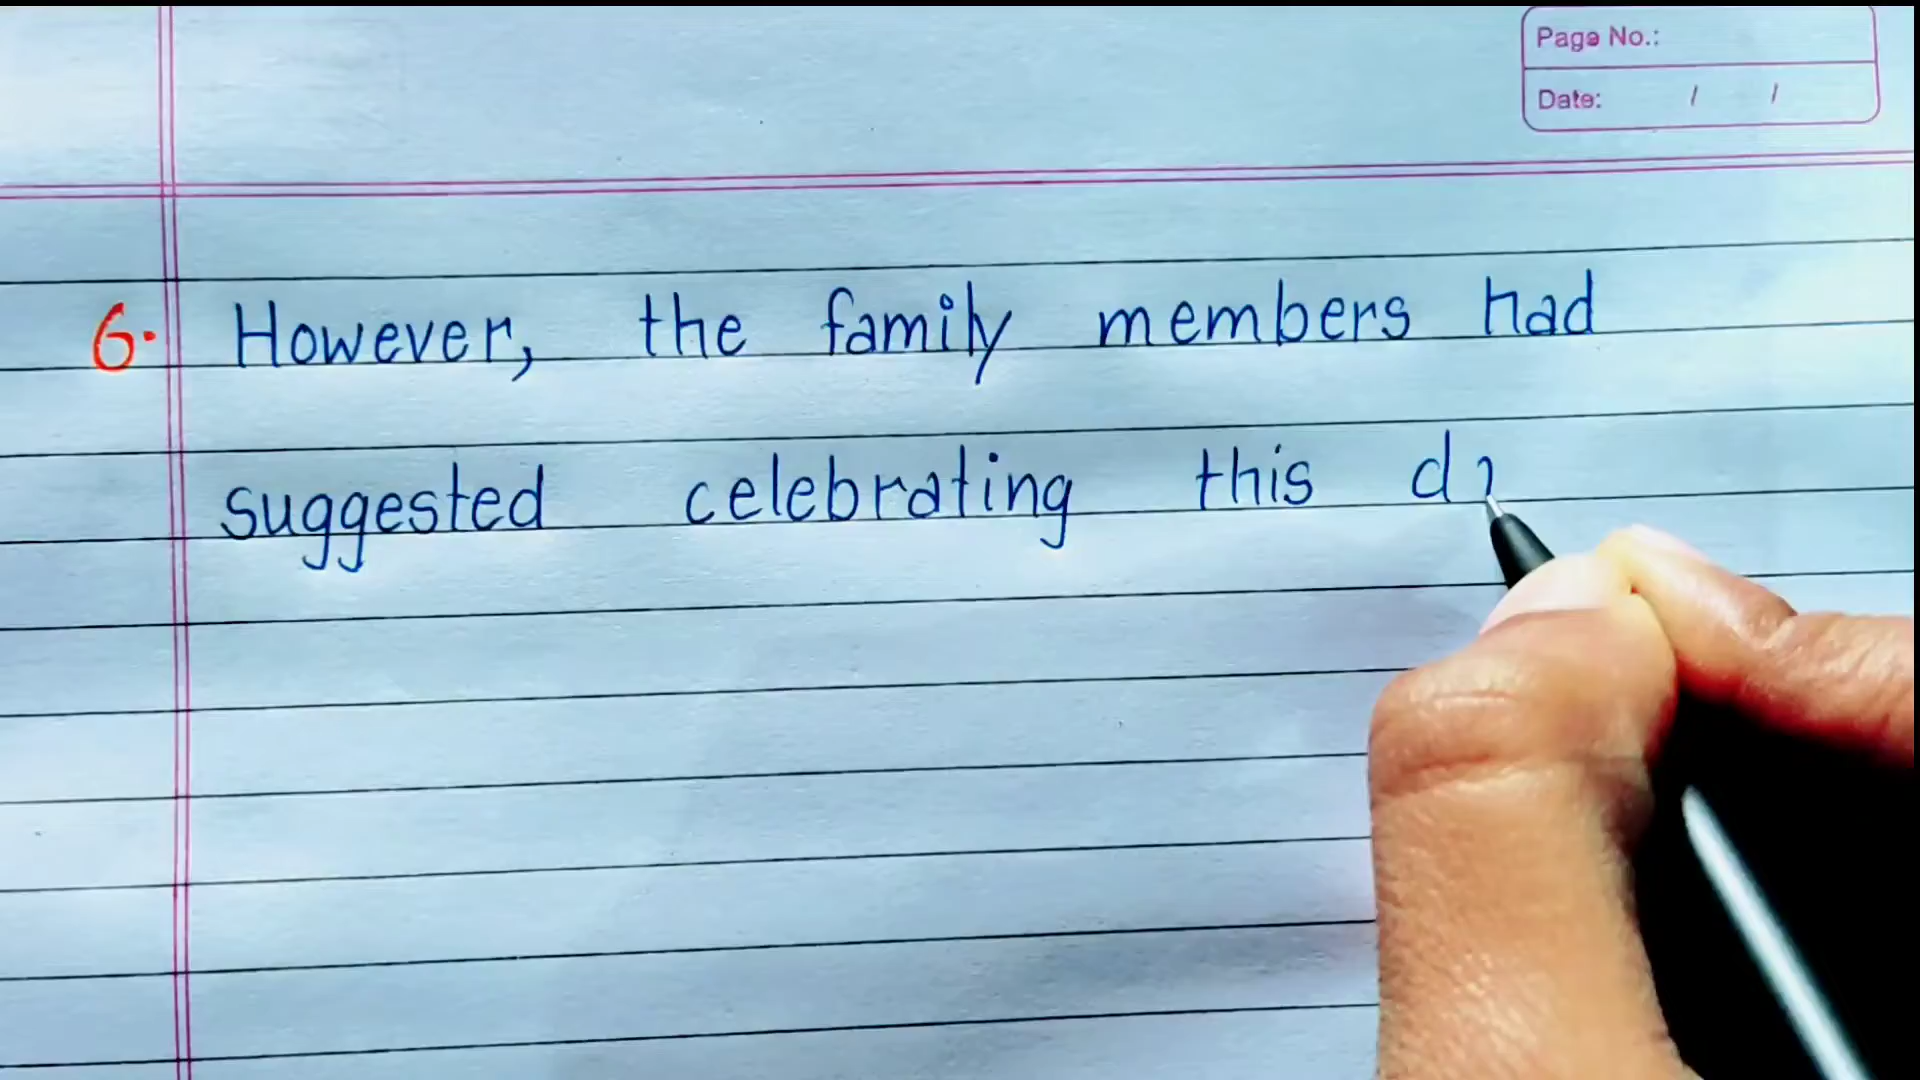 Page No.:
Date: / /
6. However, the family members had
suggested celebrating this